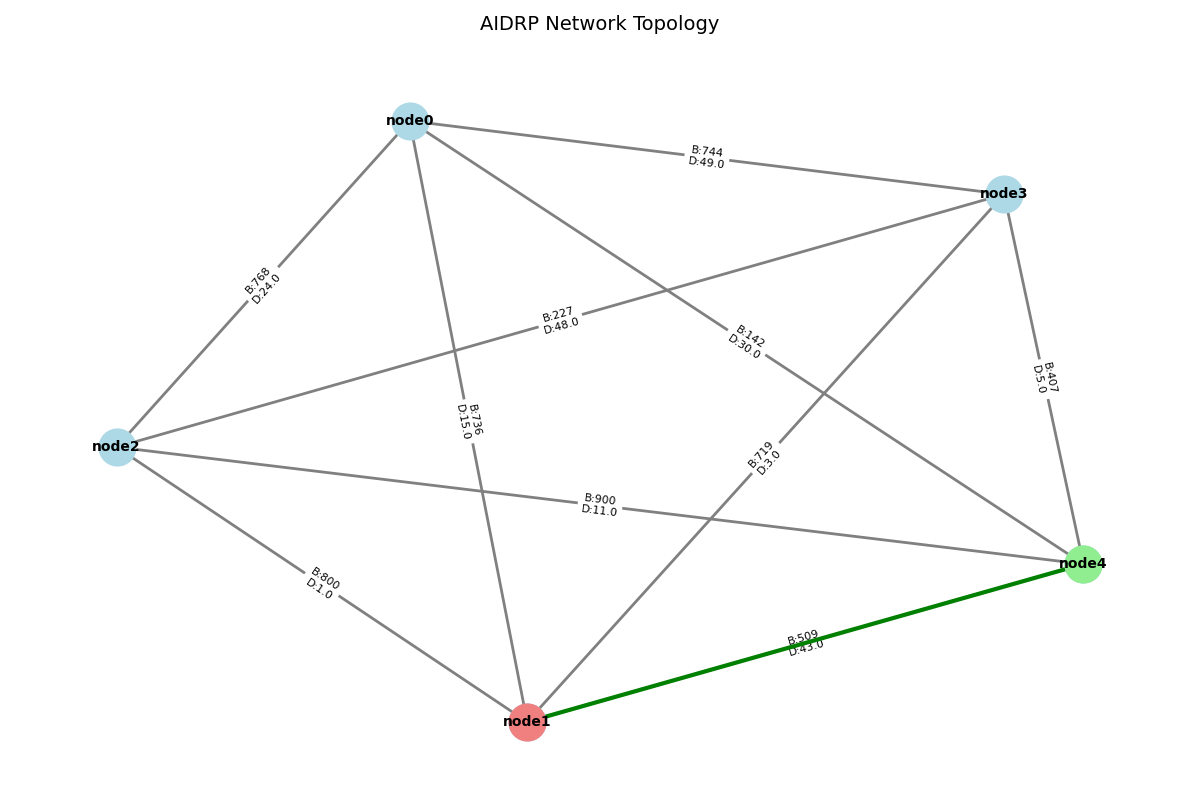 AIDRP Network Topology
node0
B:744
D:49.0
node3
B:768
D:24.0
B:227
D:48.0
B:142
D:30.0
B:407
D:5.0
B:736
D:15.0
node2
B:719
D:3.0
B:900
D:11.0
node4
B:800
D:1.0
B:509
D:43.0
node1